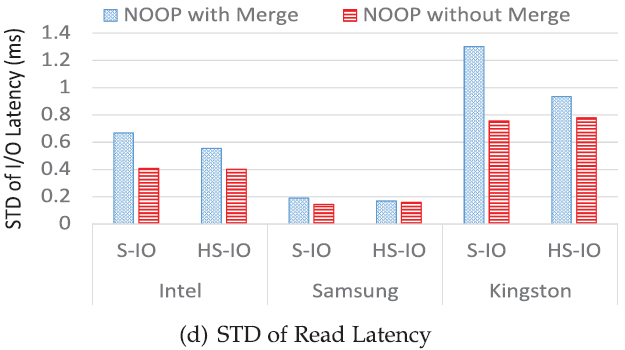 NOOP with Merge NOOP without Merge
STD of I/O Latency (ms)
1.4
1.2
1
0.8
0.6
0.4
0.2
0
S-IO HS-IO S-IO HS-IO S-IO HS-IO
Intel Samsung Kingston
(d) STD of Read Latency